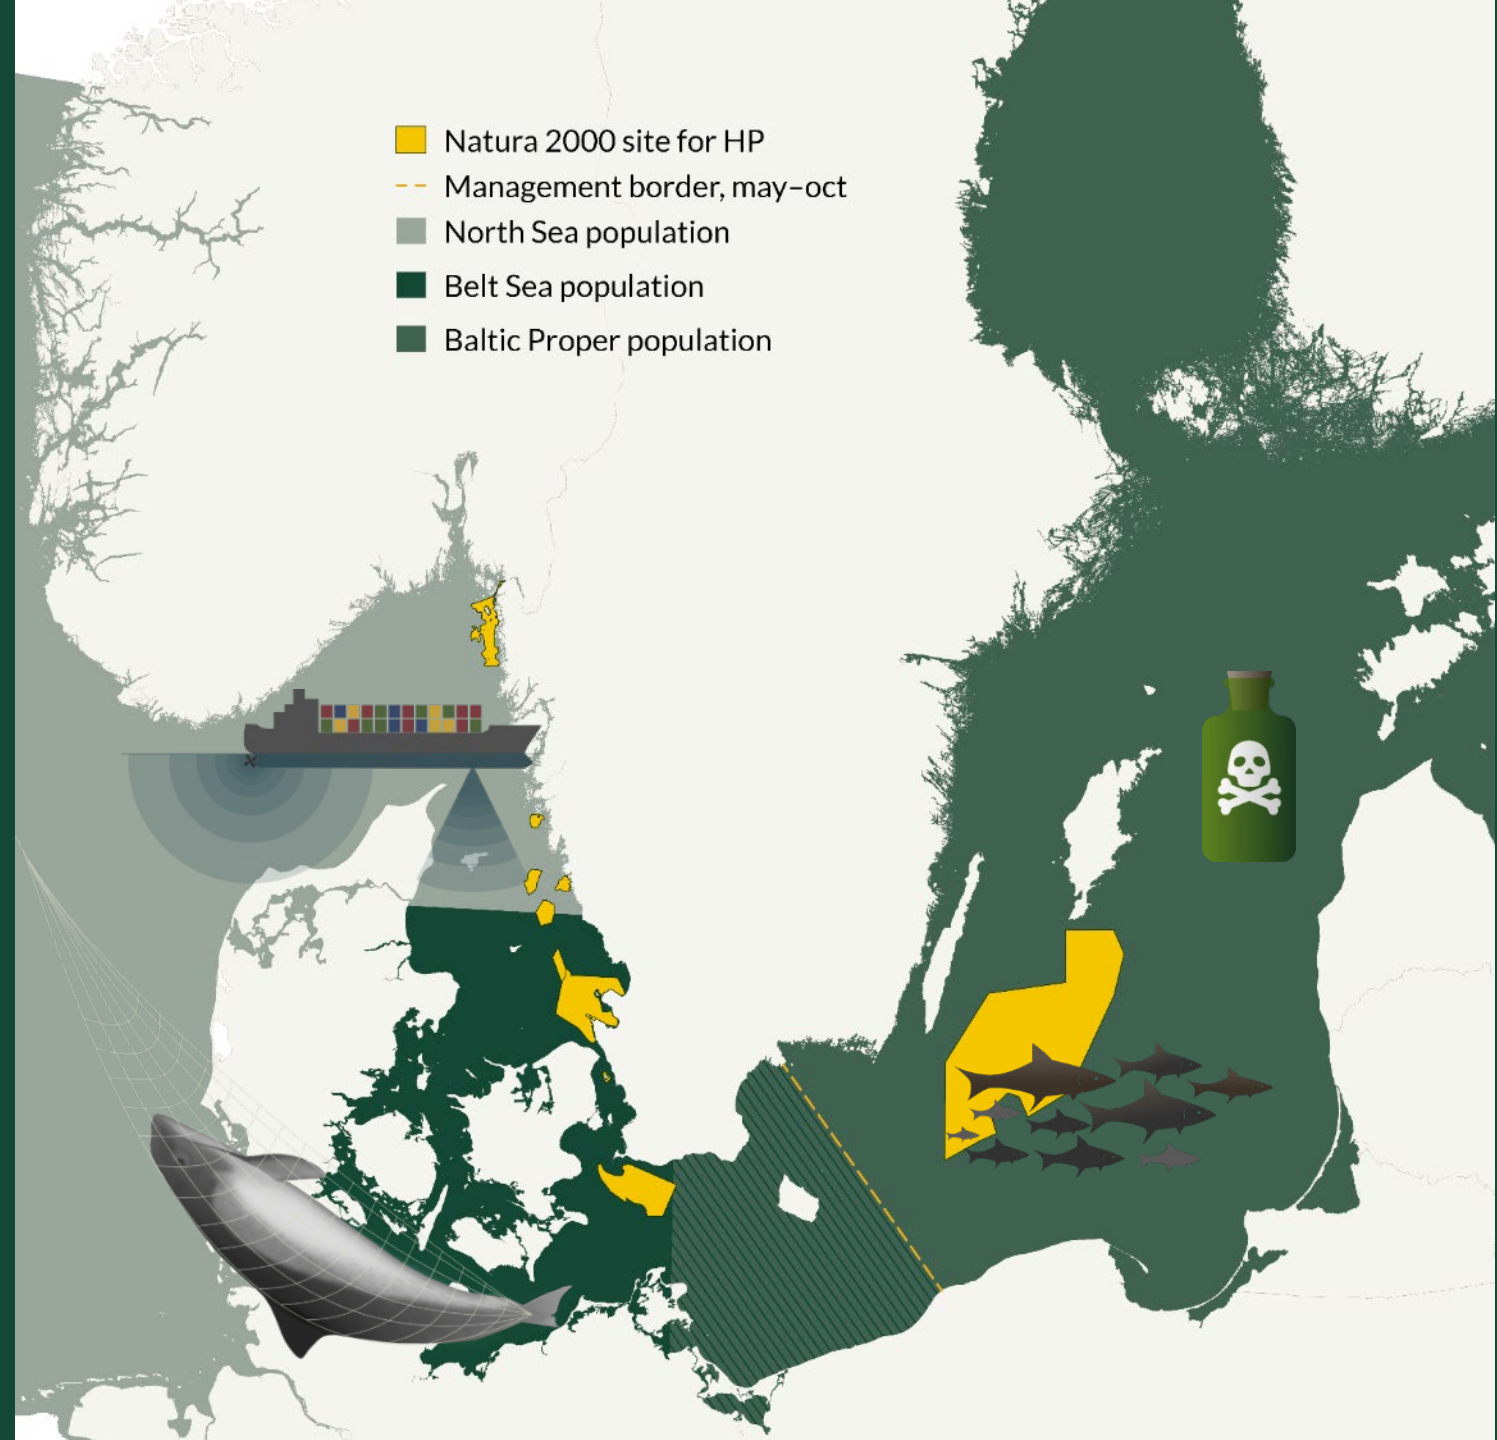 Natura 2000 site for HP
Management border, may–oct
North Sea population
Belt Sea population
Baltic Proper population